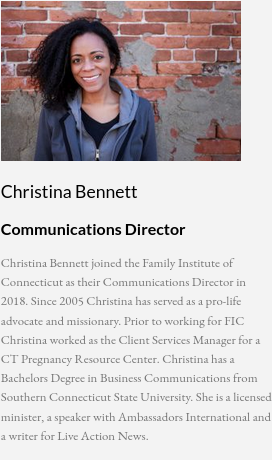 Christina Bennett
Communications Director
Christina Bennett joined the Family Institute of
Connecticut as their Communications Director in
2018. Since 2005 Christina has served as a pro-life
advocate and missionary. Prior to working for FIC
Christina worked as the Client Services Manager for a
CT Pregnancy Resource Center. Christina has a
Bachelors Degree in Business Communications from
Southern Connecticut State University. She is a licensed
minister, a speaker with Ambassadors International and
a writer for Live Action News.